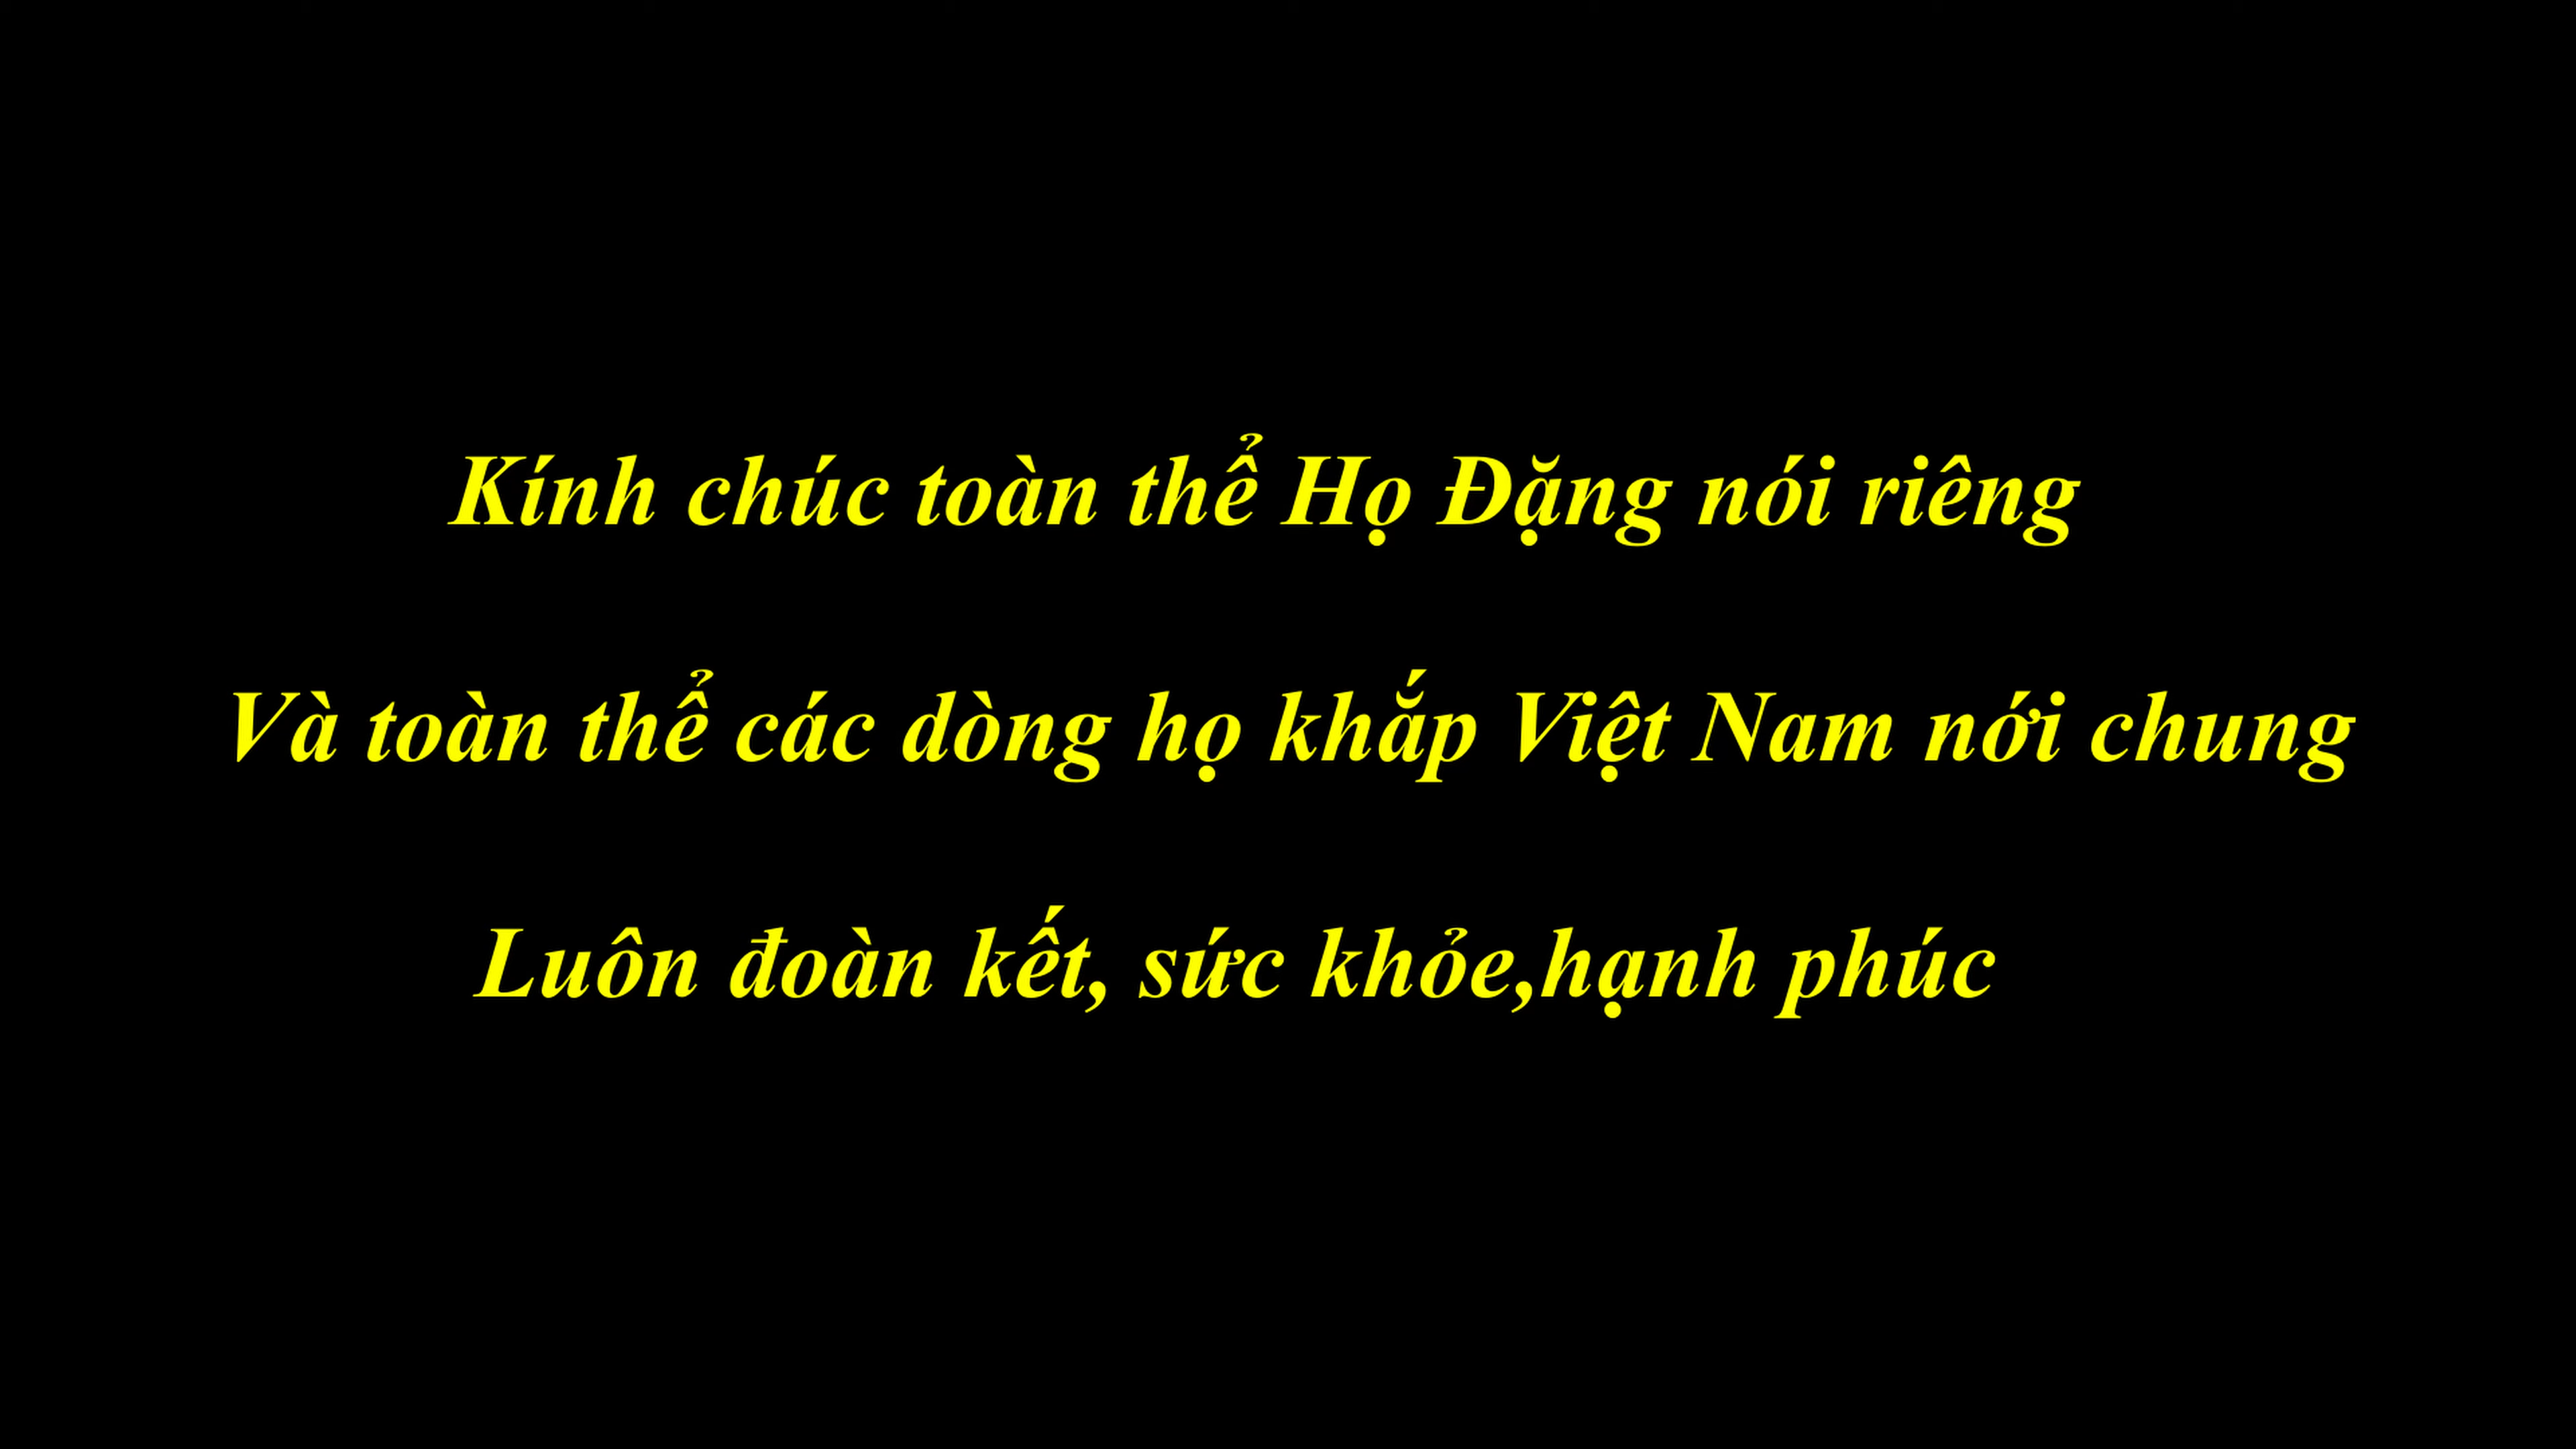 Kính chúc toàn thể Họ Đặng nói riêng
Và toàn thể các dòng họ khắp Việt Nam nới chung
Luôn đoàn kết, sức khỏe,hạnh phúc